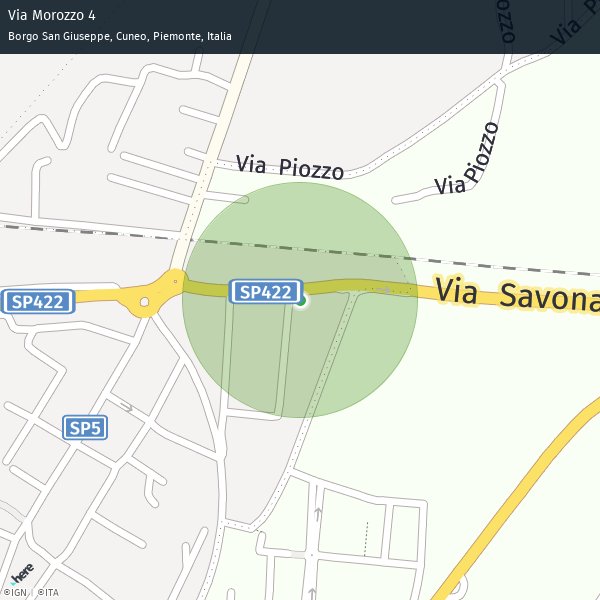 Via Morozzo 4
Borgo San Giuseppe, Cuneo, Piemonte, Italia
Via Piozzo
Via Piozzo
SP422
SP422
Via Savona
SP5
here
©IGN | ©ITA